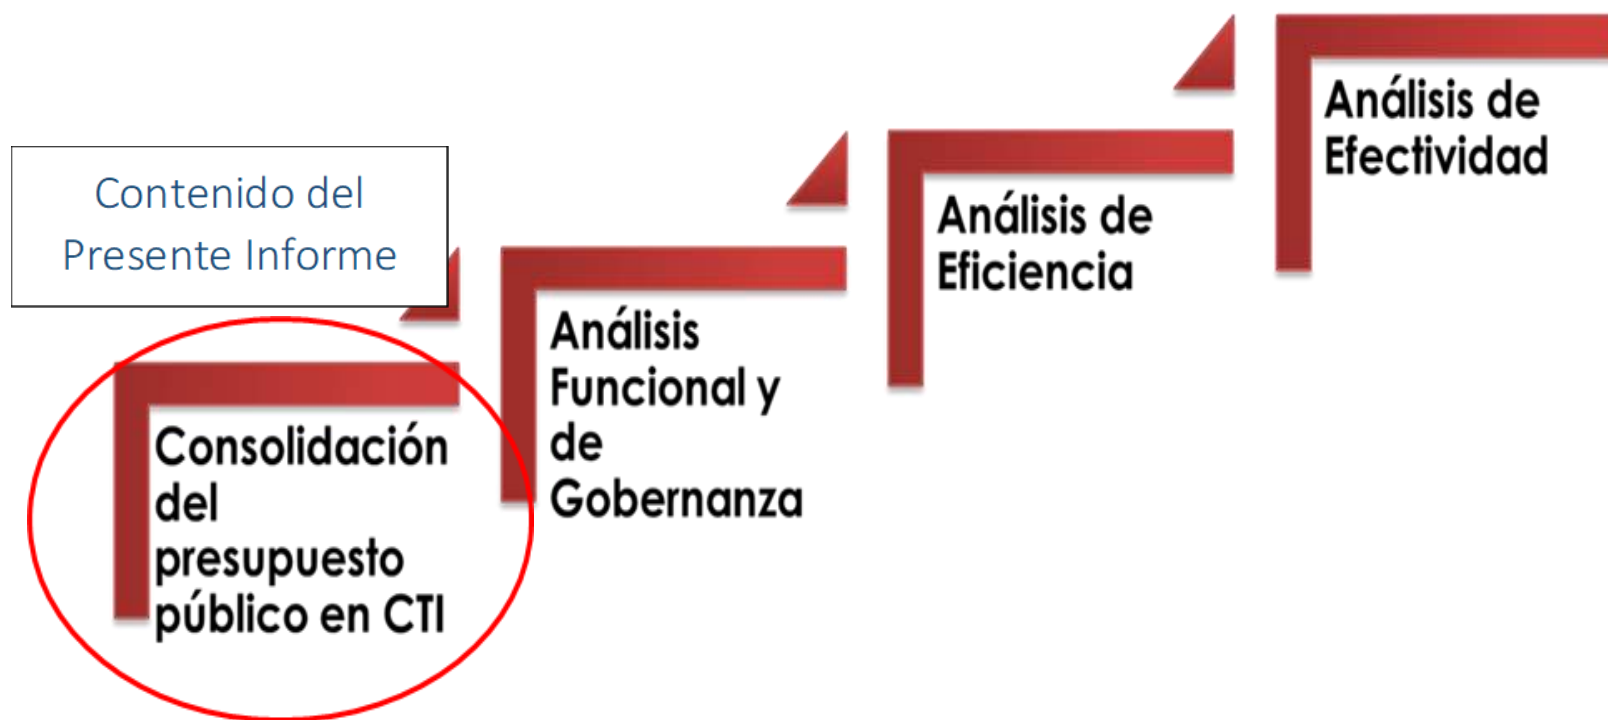 Contenido del
Presente Informe
Consolidación
del
presupuesto
público en CTI
Análisis
Funcional y
de
Gobernanza
Análisis de
Eficiencia
Análisis de
Efectividad